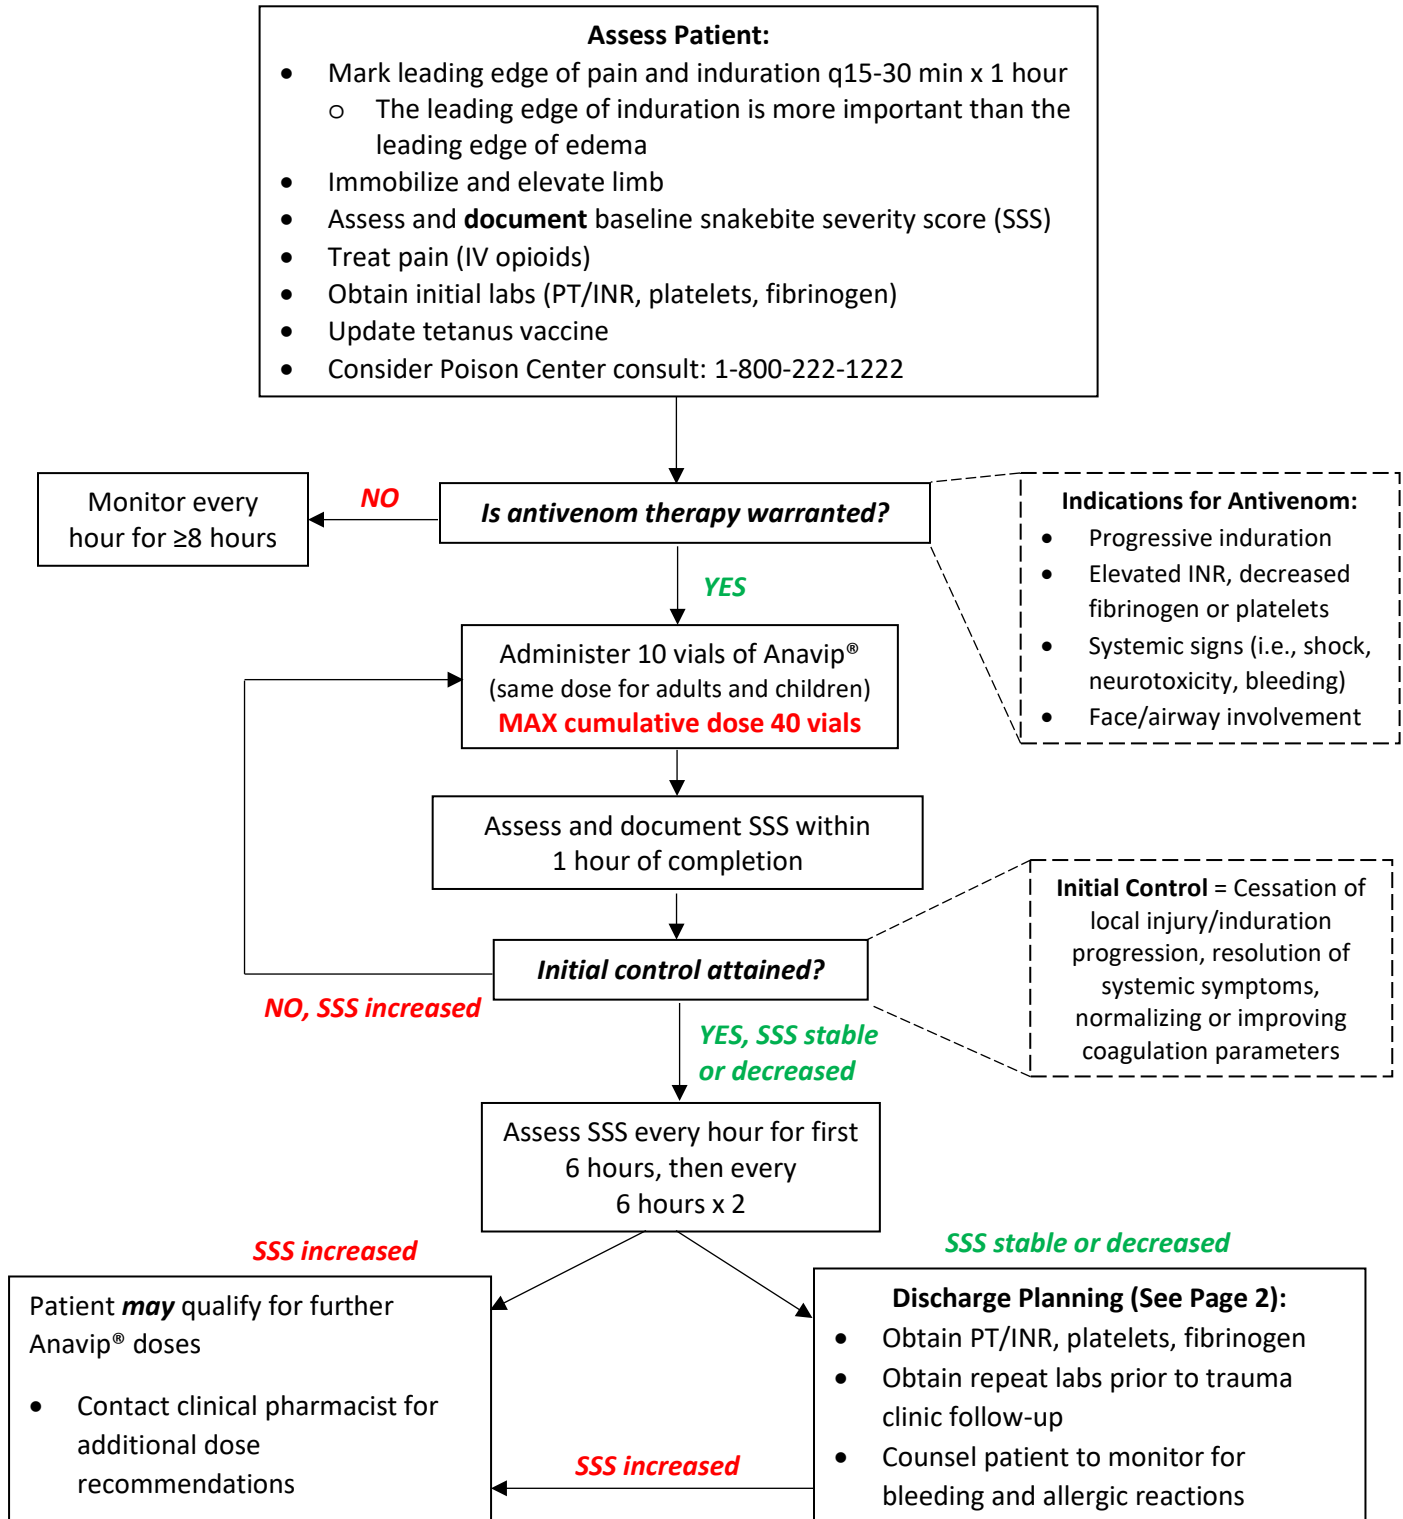 Assess Patient:
• Mark leading edge of pain and induration q15-30 min x 1 hour
o The leading edge of induration is more important than the
leading edge of edema
• Immobilize and elevate limb
• Assess and document baseline snakebite severity score (SSS)
• Treat pain (IV opioids)
• Obtain initial labs (PT/INR, platelets, fibrinogen)
• Update tetanus vaccine
• Consider Poison Center consult: 1-800-222-1222
Monitor every
hour for ≥8 hours
NO
Is antivenom therapy warranted?
Indications for Antivenom:
• Progressive induration
• Elevated INR, decreased
fibrinogen or platelets
• Systemic signs (i.e., shock,
neurotoxicity, bleeding)
• Face/airway involvement
YES
Administer 10 vials of Anavip®
(same dose for adults and children)
MAX cumulative dose 40 vials
Assess and document SSS within
1 hour of completion
Initial control attained?
Initial Control = Cessation of
local injury/induration
progression, resolution of
systemic symptoms,
normalizing or improving
coagulation parameters
NO, SSS increased
YES, SSS stable
or decreased
Assess SSS every hour for first
6 hours, then every
6 hours x 2
SSS increased
SSS stable or decreased
Patient may qualify for further
Anavip® doses
• Contact clinical pharmacist for
additional dose
recommendations
SSS increased
Discharge Planning (See Page 2):
• Obtain PT/INR, platelets, fibrinogen
• Obtain repeat labs prior to trauma
clinic follow-up
• Counsel patient to monitor for
bleeding and allergic reactions